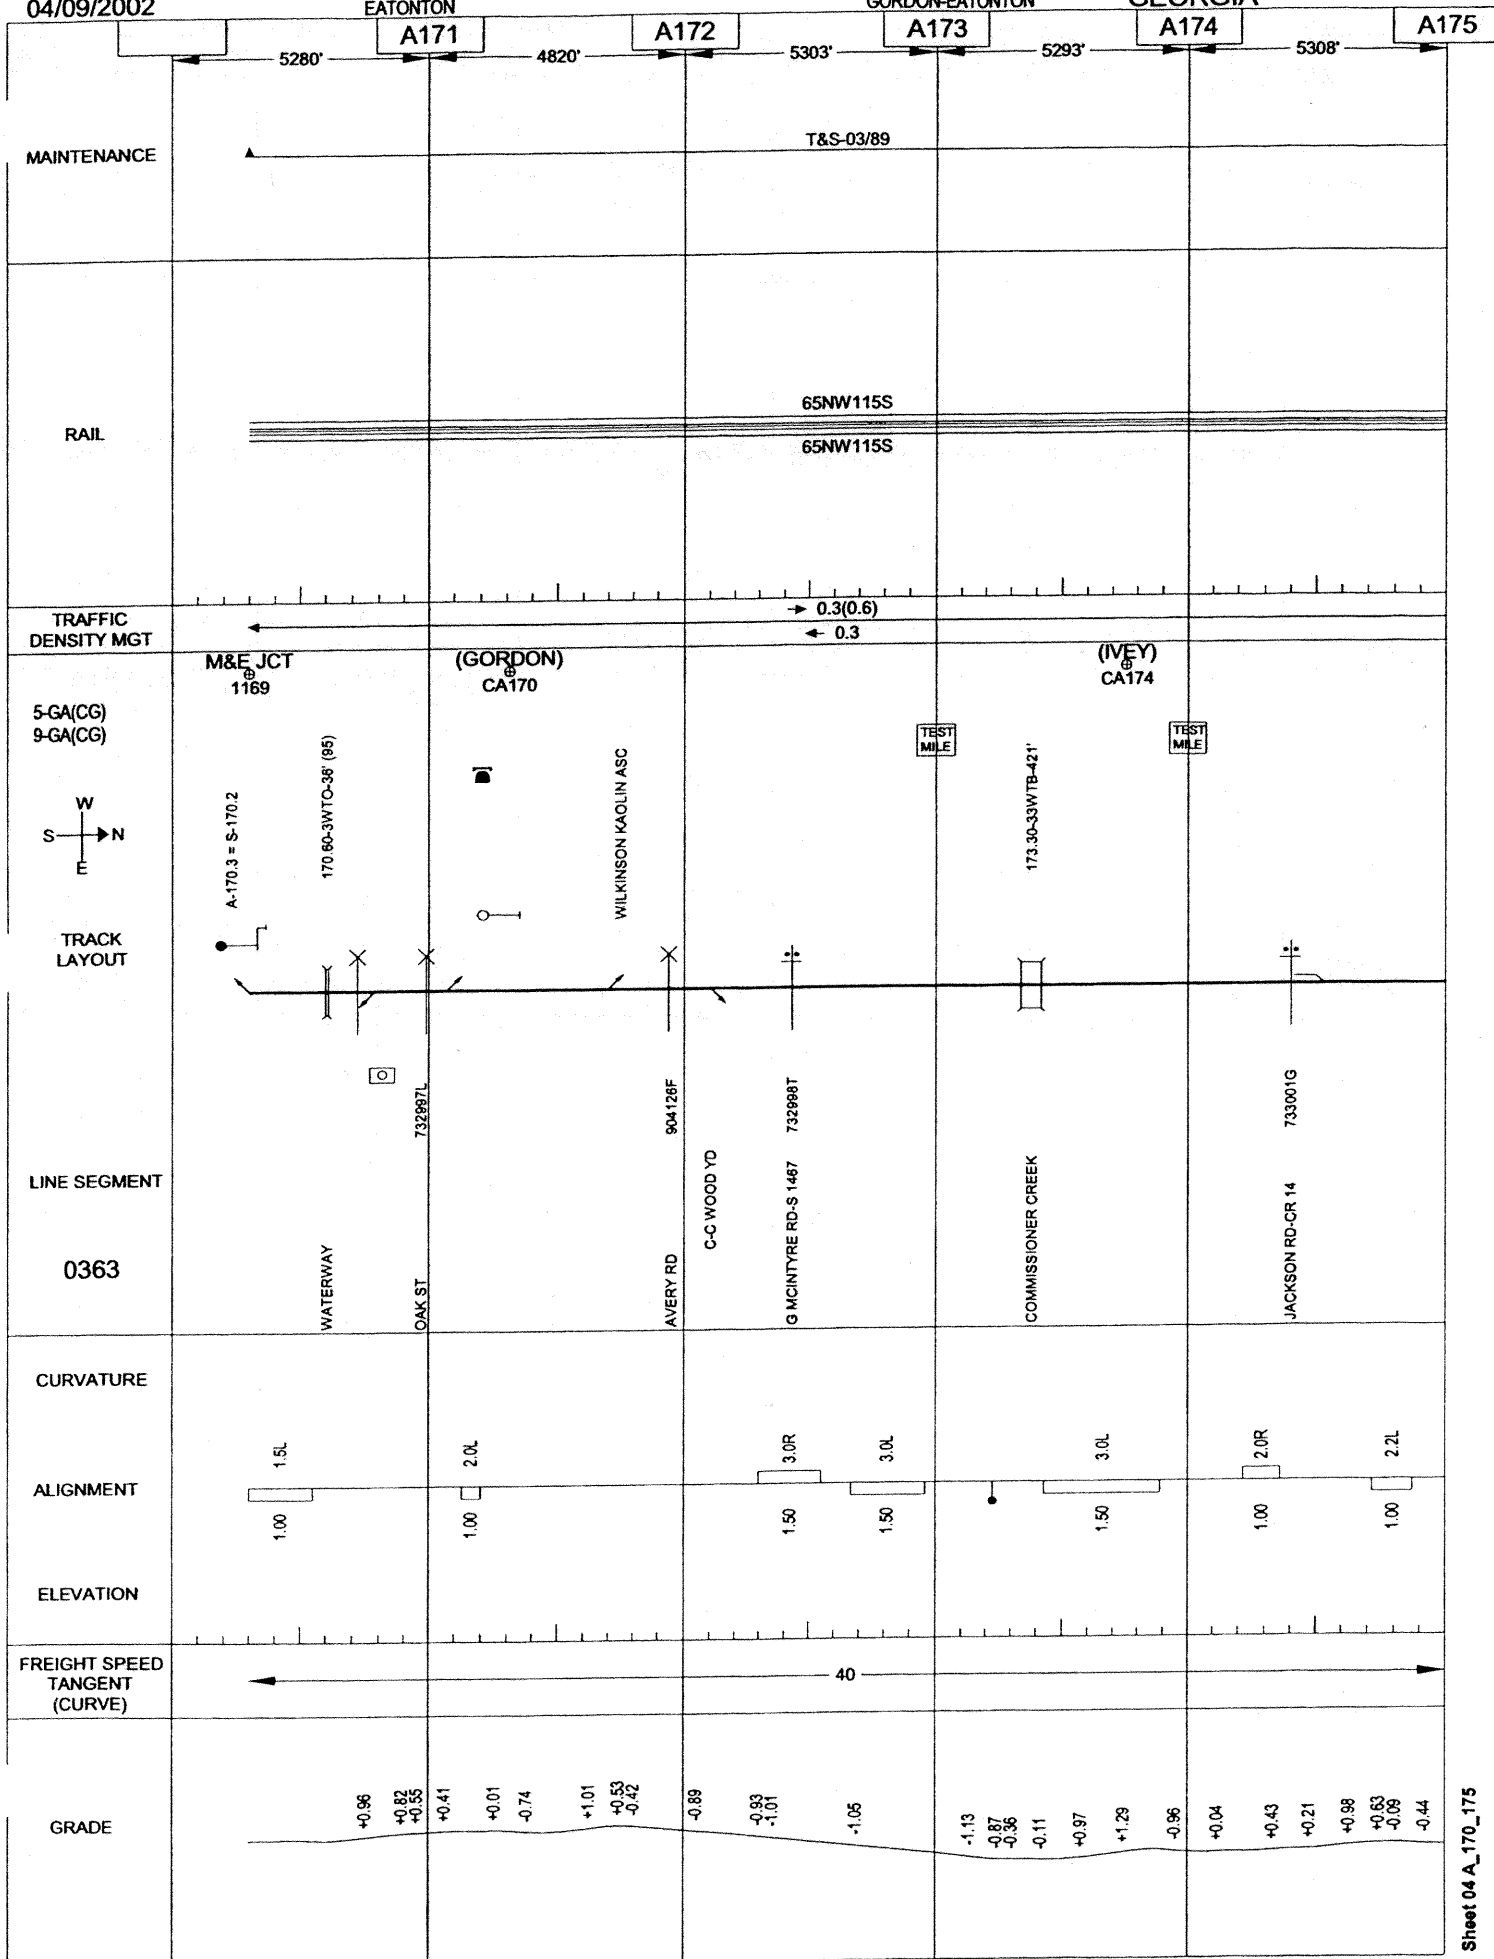 04/09/2002
EATONTON
GORDON-EATONTON
GEORGIA
A171
A172
A173
A174
A175
5280'
4820'
5303'
5293'
5308'
MAINTENANCE
T&S-03/89
RAIL
65NW115S
65NW115S
TRAFFIC
DENSITY MGT
0.3(0.6)
0.3
M&E JCT
1169
(GORDON)
CA170
(IVEY)
CA174
5-GA(CG)
9-GA(CG)
W
S
N
E
TEST
MILE
TEST
MILE
A-170.3 = S-170.2
170.60-3WTO-36' (95)
WILKINSON KAOLIN ASC
173.30-33WTB-421'
TRACK
LAYOUT
732997L
904126F
732998T
733001G
LINE SEGMENT
0363
WATERWAY
OAK ST
AVERY RD
C-C WOOD YD
G MCINTYRE RD-S 1467
COMMISSIONER CREEK
JACKSON RD-CR 14
CURVATURE
1.5L
2.0L
3.0R
3.0L
3.0L
2.0R
2.2L
ALIGNMENT
1.00
1.00
1.50
1.50
1.50
1.00
1.00
ELEVATION
FREIGHT SPEED
TANGENT
(CURVE)
40
GRADE
+0.96
+0.82
+0.55
+0.41
+0.01
-0.74
+1.01
+0.53
-0.42
-0.89
-0.93
-1.01
-1.05
-1.13
-0.87
-0.36
-0.11
+0.97
+1.29
-0.96
+0.04
+0.43
+0.21
+0.98
+0.63
-0.09
-0.44
Sheet 04 A_170_175